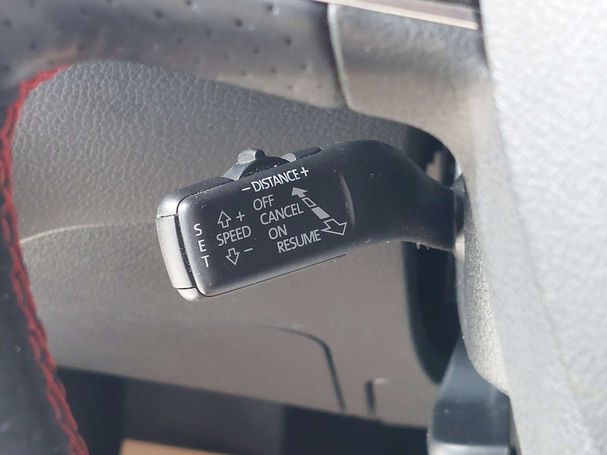 − DISTANCE +
OFF
CANCEL
ON
RESUME
+
SPEED
−
SET